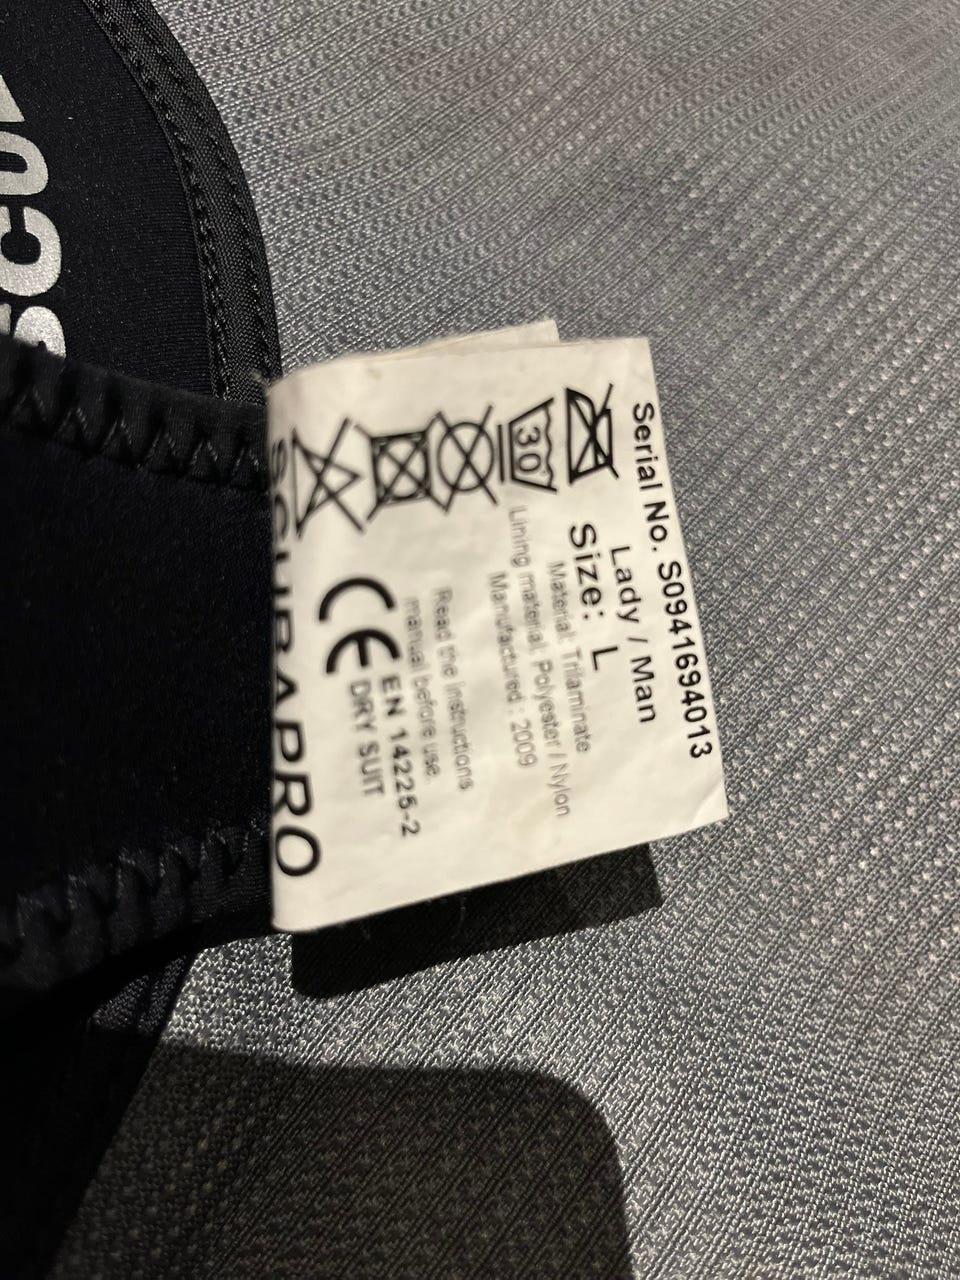 Serial No. S0941694013
Lady / Man
Size: L
Material: Trilaminate
Lining material: Polyester / Nylon
Manufactured : 2009
30
Read the instructions
manual before use.
EN 14225-2
CE DRY SUIT
SCUBAPRO
SCU